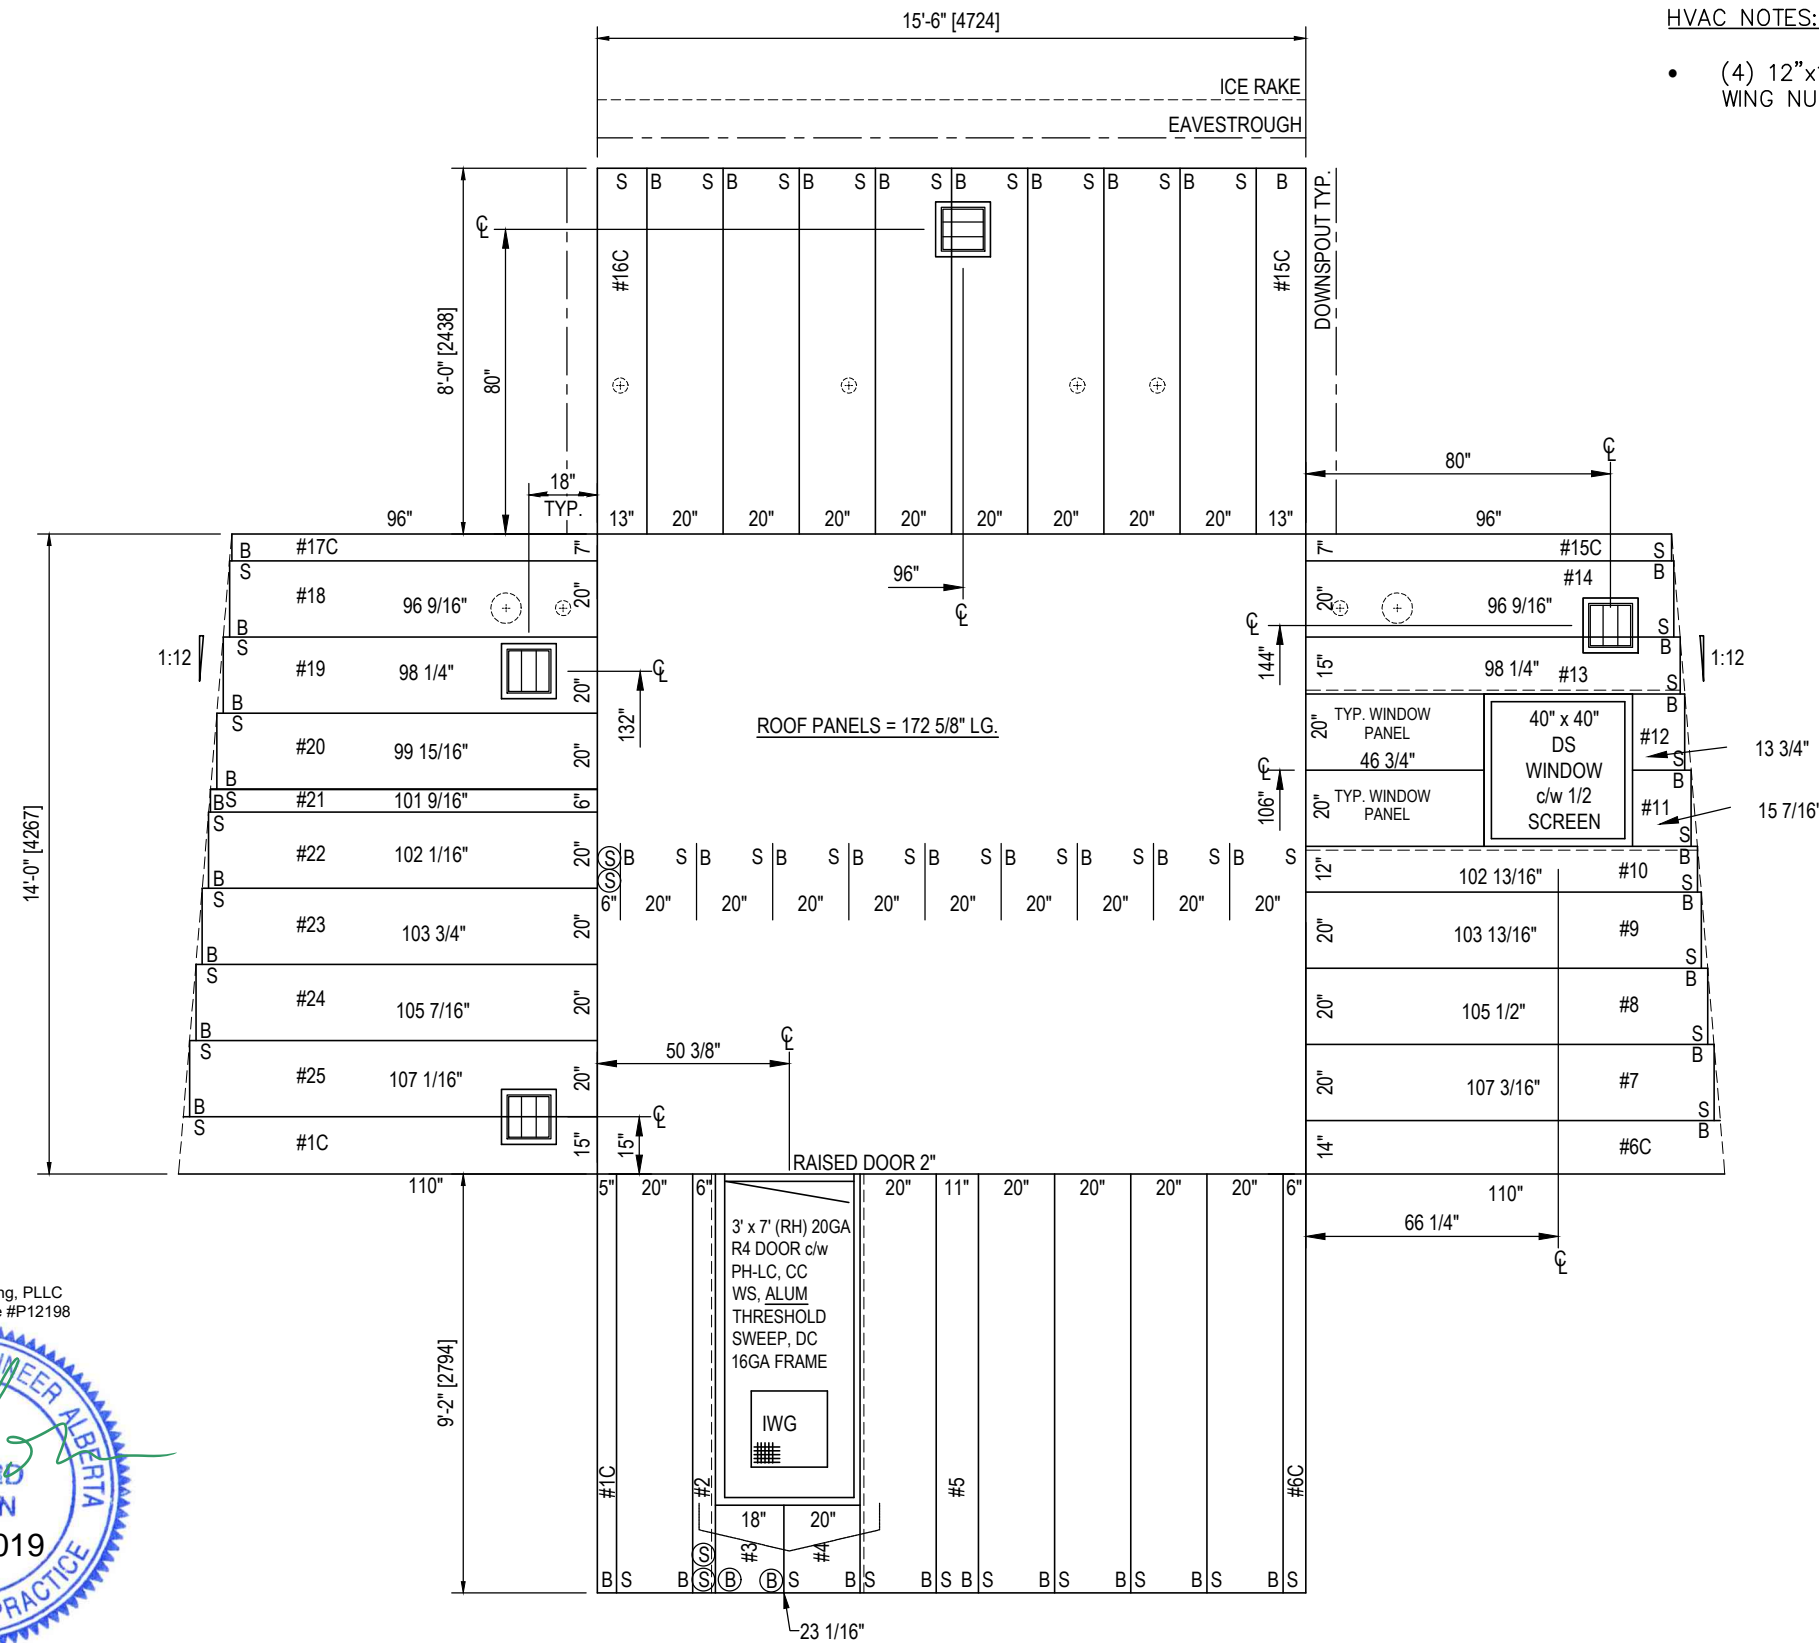 15'-6" [4724]
HVAC NOTES:
• (4) 12"x
WING NU
ICE RAKE
EAVESTROUGH
S B S B S B S B S B S B S B S B S B
DOWNSPOUT TYP.
#16C
#15C
℄
8'-0" [2438]
80"
18"
TYP.
13" 20" 20" 20" 20" 20" 20" 20" 20" 13"
80"
℄
96"
96"
14'-0" [4267]
B #17C 7"
S
#18 96 9/16" 20"
B
S
1:12
#19 98 1/4" 20"
B
S
#20 99 15/16" 20"
B
B S #21 101 9/16" 6"
S
#22 102 1/16" 20"
B
S
#23 103 3/4" 20"
B
S
#24 105 7/16" 20"
B
S
#25 107 1/16" 20"
B
S
#1C 15"
110"
96"
℄
℄
132"
ROOF PANELS = 172 5/8" LG.
℄
144"
℄
106"
S B S B S B S B S B S B S B S B S B S
S
6" 20" 20" 20" 20" 20" 20" 20" 20" 20"
50 3/8"
℄
℄
15"
RAISED DOOR 2"
7" #15C S
B
20" 96 9/16" #14
S
B
1:12
15" 98 1/4" #13
S
B
20" TYP. WINDOW
PANEL
46 3/4"
40" x 40"
DS
WINDOW
c/w 1/2
SCREEN
#12
S
B
13 3/4"
20" TYP. WINDOW
PANEL
#11
S
B
15 7/16"
12" 102 13/16" #10
S
B
20" 103 13/16" #9
S
B
20" 105 1/2" #8
S
B
20" 107 3/16" #7
S
B
14" #6C
110"
66 1/4"
℄
9'-2" [2794]
5" 20" 6" 20" 11" 20" 20" 20" 20" 6"
3' x 7' (RH) 20GA
R4 DOOR c/w
PH-LC, CC
WS, ALUM
THRESHOLD
SWEEP, DC
16GA FRAME
IWG
#1C
#2
#5
#6C
18" 20"
#3
#4
S
B S B S B B S B S B S B S B S B S B S B S
23 1/16"
ng, PLLC
#P12198
ALBERTA
N
019
PRACTICE